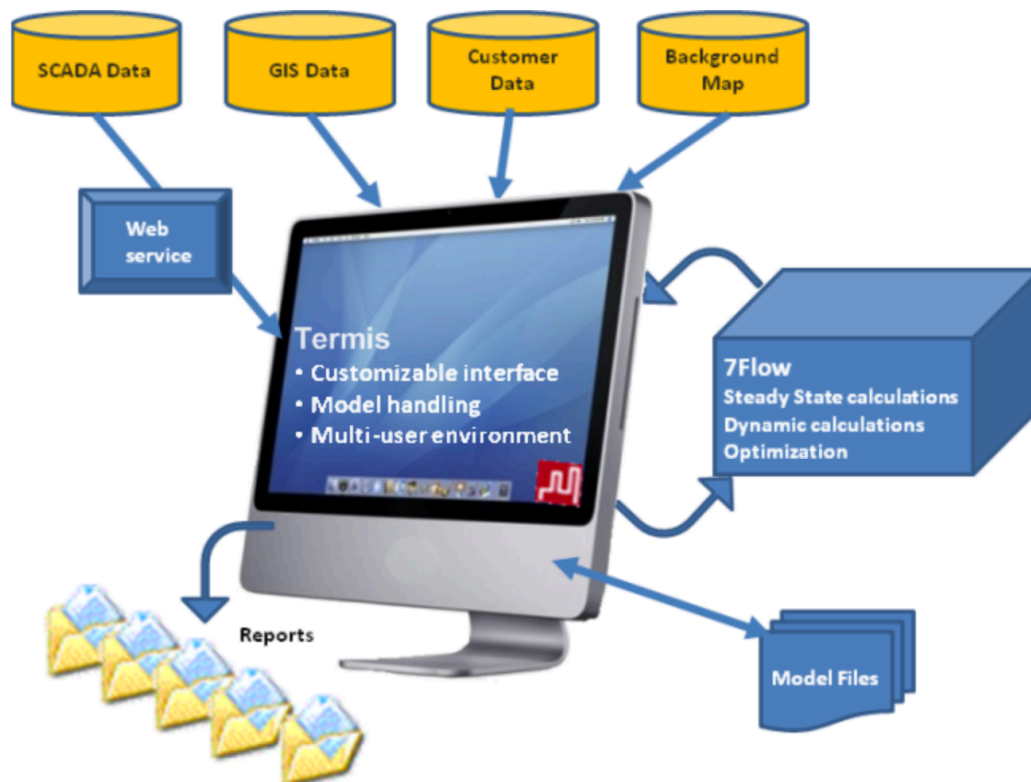 SCADA Data
GIS Data
Customer
Data
Background
Map
Web
service
Termis
• Customizable interface
• Model handling
• Multi-user environment
7Flow
Steady State calculations
Dynamic calculations
Optimization
Reports
Model Files